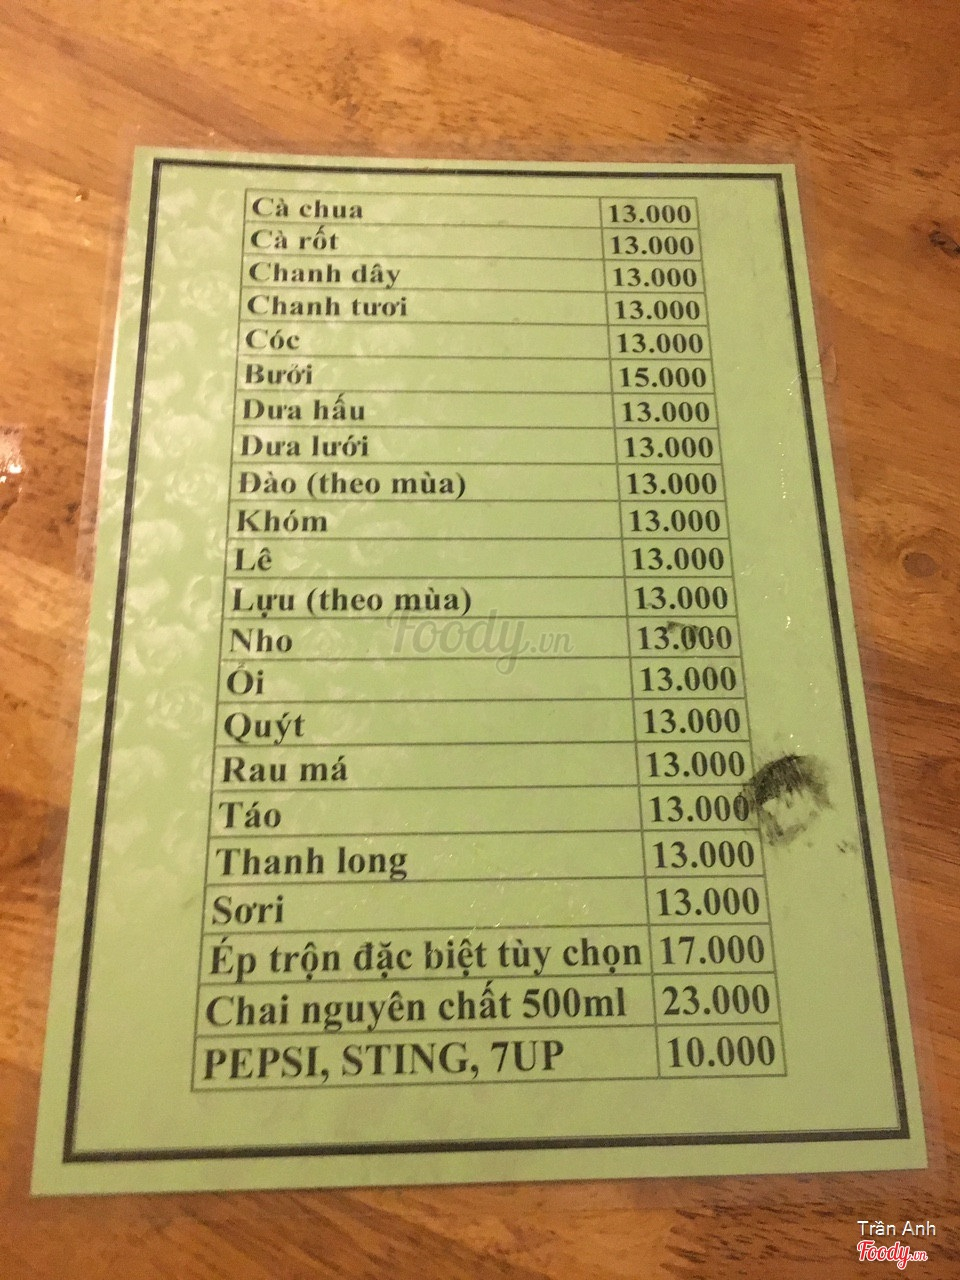 Cà chua 13.000
Cà rốt 13.000
Chanh dây 13.000
Chanh tươi 13.000
Cóc 13.000
Bưởi 15.000
Dưa hấu 13.000
Dưa lưới 13.000
Đào (theo mùa) 13.000
Khóm 13.000
Lê 13.000
Lựu (theo mùa) 13.000
Nho 13.000
Ổi 13.000
Quýt 13.000
Rau má 13.000
Táo 13.000
Thanh long 13.000
Sơri 13.000
Ép trộn đặc biệt tùy chọn 17.000
Chai nguyên chất 500ml 23.000
PEPSI, STING, 7UP 10.000
Foody.vn
Trần Anh
Foody.vn